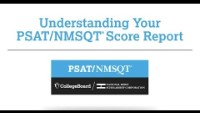 Understanding Your
PSAT/NMSQT® Score Report
PSAT/NMSQT®
CollegeBoard